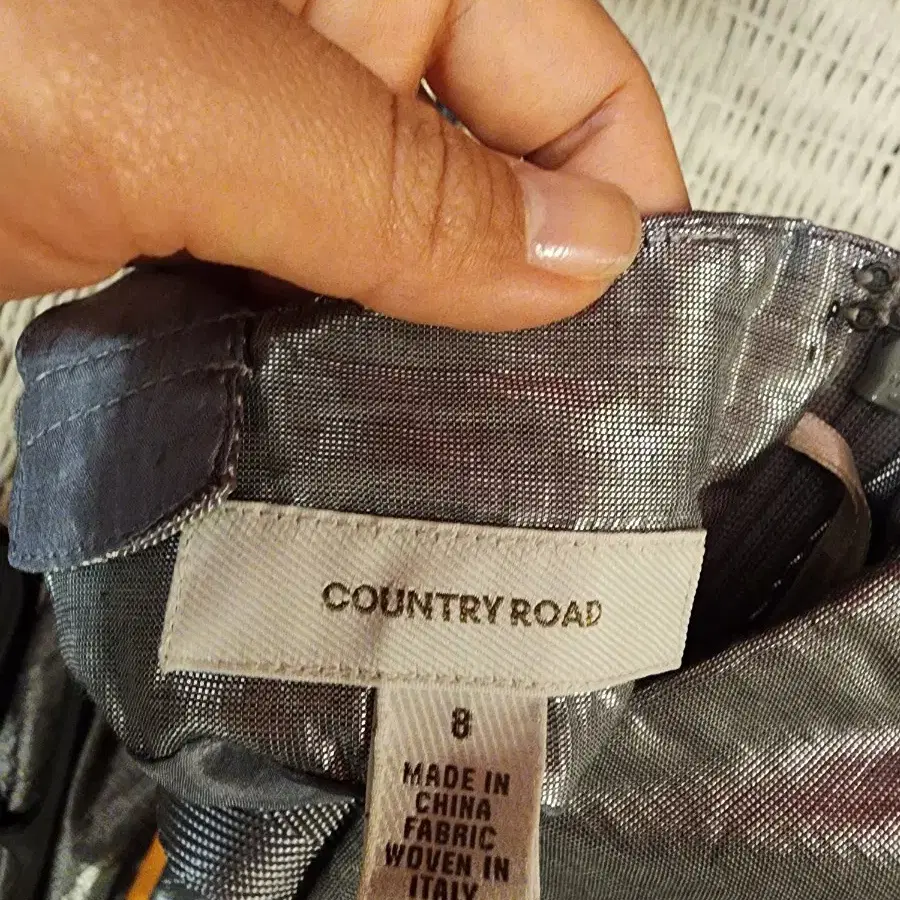 COUNTRY ROAD
8
MADE IN
CHINA
FABRIC
WOVEN IN
ITALY